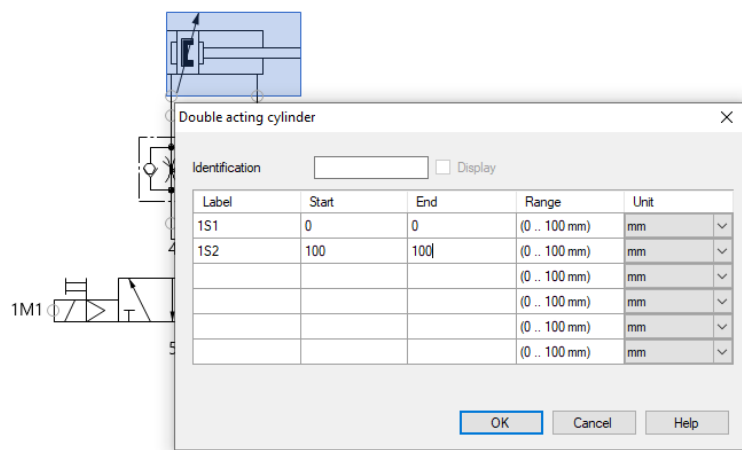 Double acting cylinder
Identification Display
Label Start End Range Unit
1S1 0 0 (0 .. 100 mm) mm
1S2 100 100 (0 .. 100 mm) mm
(0 .. 100 mm) mm
(0 .. 100 mm) mm
(0 .. 100 mm) mm
(0 .. 100 mm) mm
4
1M1
5
OK Cancel Help